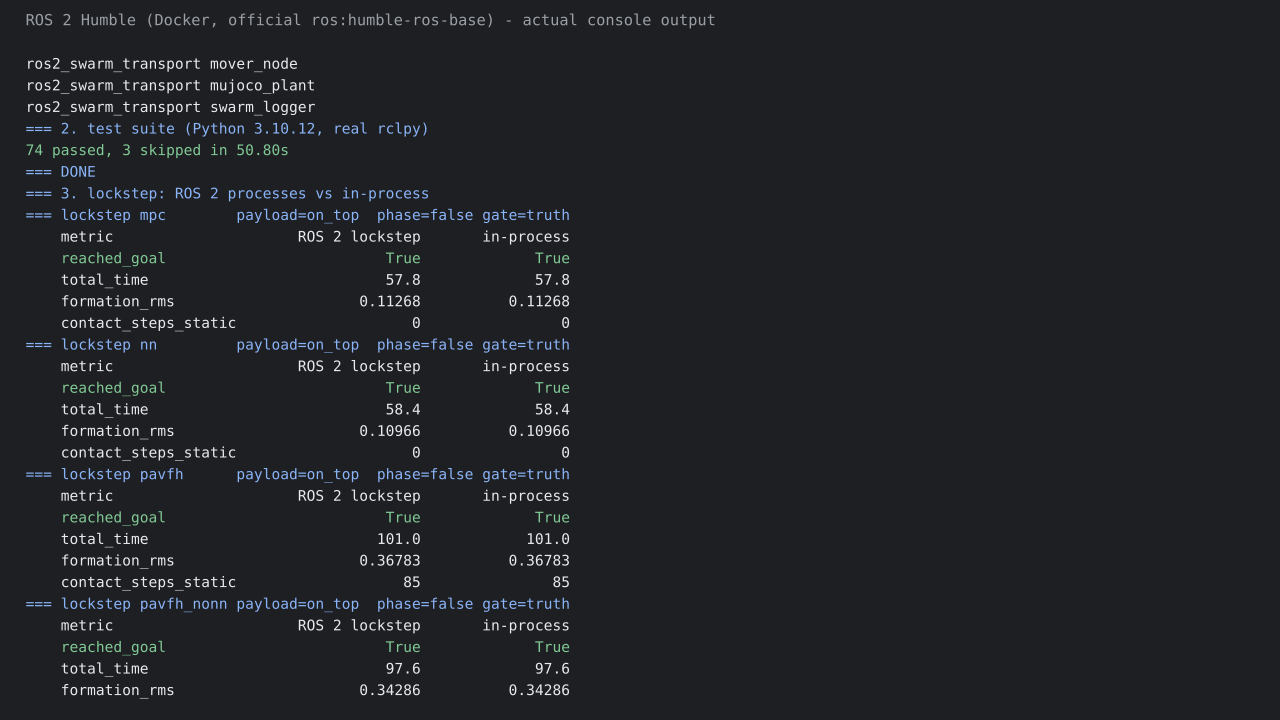 ROS 2 Humble (Docker, official ros:humble-ros-base) - actual console output
ros2_swarm_transport mover_node
ros2_swarm_transport mujoco_plant
ros2_swarm_transport swarm_logger
=== 2. test suite (Python 3.10.12, real rclpy)
74 passed, 3 skipped in 50.80s
=== DONE
=== 3. lockstep: ROS 2 processes vs in-process
=== lockstep mpc        payload=on_top  phase=false gate=truth
    metric                     ROS 2 lockstep       in-process
    reached_goal                         True             True
    total_time                           57.8             57.8
    formation_rms                     0.11268          0.11268
    contact_steps_static                    0                0
=== lockstep nn         payload=on_top  phase=false gate=truth
    metric                     ROS 2 lockstep       in-process
    reached_goal                         True             True
    total_time                           58.4             58.4
    formation_rms                     0.10966          0.10966
    contact_steps_static                    0                0
=== lockstep pavfh      payload=on_top  phase=false gate=truth
    metric                     ROS 2 lockstep       in-process
    reached_goal                         True             True
    total_time                          101.0            101.0
    formation_rms                     0.36783          0.36783
    contact_steps_static                   85               85
=== lockstep pavfh_nonn payload=on_top  phase=false gate=truth
    metric                     ROS 2 lockstep       in-process
    reached_goal                         True             True
    total_time                           97.6             97.6
    formation_rms                     0.34286          0.34286